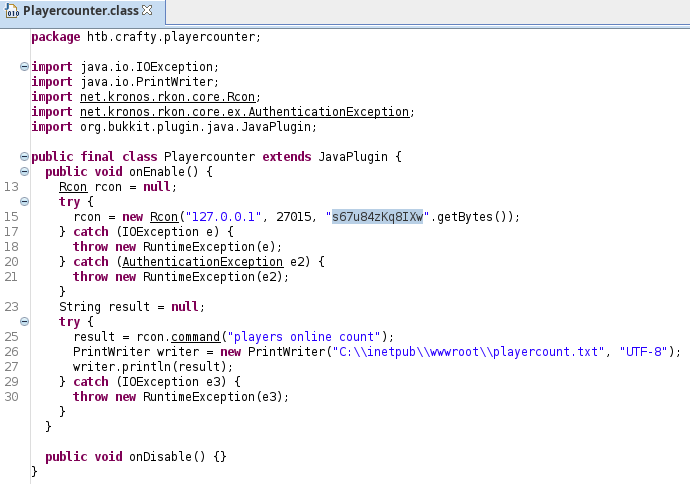 Playercounter.class
package htb.crafty.playercounter;
import java.io.IOException;
import java.io.PrintWriter;
import net.kronos.rkon.core.Rcon;
import net.kronos.rkon.core.ex.AuthenticationException;
import org.bukkit.plugin.java.JavaPlugin;
public final class Playercounter extends JavaPlugin {
public void onEnable() {
13 Rcon rcon = null;
try {
15 rcon = new Rcon("127.0.0.1", 27015, "s67u84zKq8IXw".getBytes());
17 } catch (IOException e) {
18 throw new RuntimeException(e);
20 } catch (AuthenticationException e2) {
21 throw new RuntimeException(e2);
}
23 String result = null;
try {
25 result = rcon.command("players online count");
26 PrintWriter writer = new PrintWriter("C:\\inetpub\\wwwroot\\playercount.txt", "UTF-8");
27 writer.println(result);
29 } catch (IOException e3) {
30 throw new RuntimeException(e3);
}
}
public void onDisable() {}
}